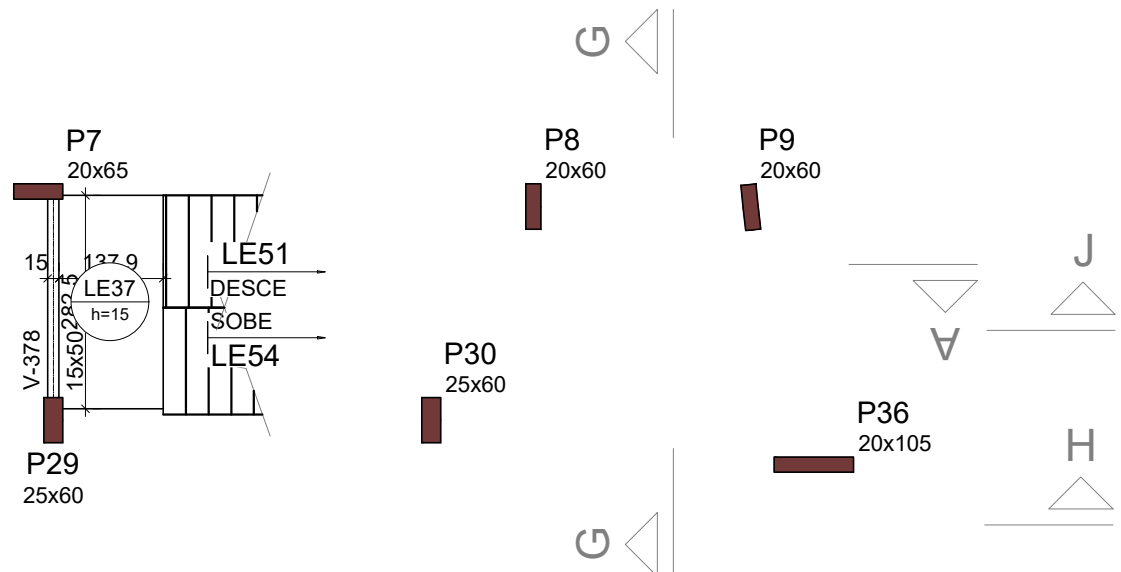 G
P7
20x65
P8
20x60
P9
20x60
15
137.9
LE51
J
LE37
h=15
DESCE
SOBE
282.5
V-378
15x50
A
LE54
P30
25x60
P36
20x105
P29
25x60
H
G